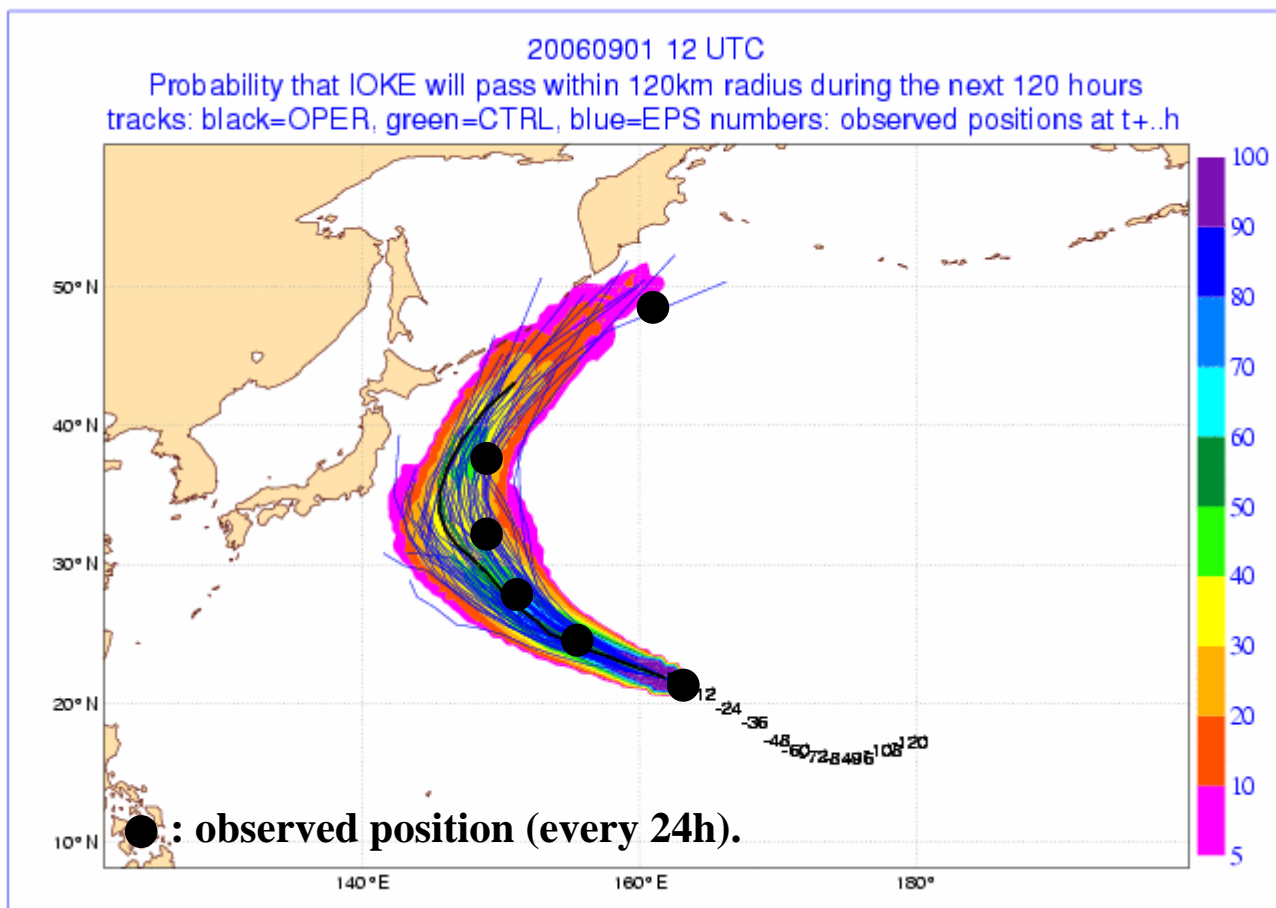 20060901 12 UTC
Probability that IOKE will pass within 120km radius during the next 120 hours
tracks: black=OPER, green=CTRL, blue=EPS numbers: observed positions at t+..h
100
90
80
70
60
50
40
30
20
10
5
50° N
40° N
30° N
20° N
10° N
12
-24
-36
-48
-60
-72
-84
-96
-108
-120
: observed position (every 24h).
140° E
160° E
180°